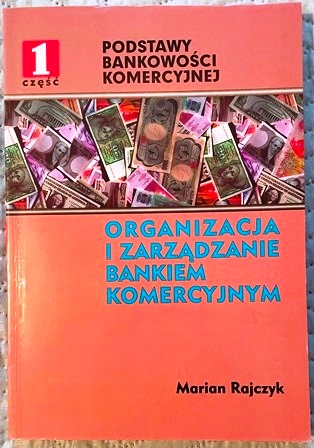 1
część
PODSTAWY
BANKOWOŚCI
KOMERCYJNEJ
ORGANIZACJA
I ZARZĄDZANIE
BANKIEM
KOMERCYJNYM
Marian Rajczyk